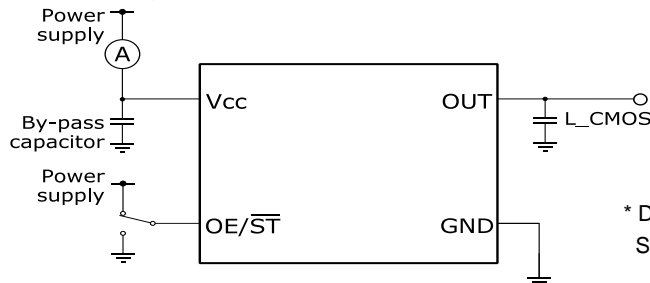 Power
supply
A
Vcc
OUT
By-pass
capacitor
L_CMOS
Power
supply
OE/ST
GND
* D
S